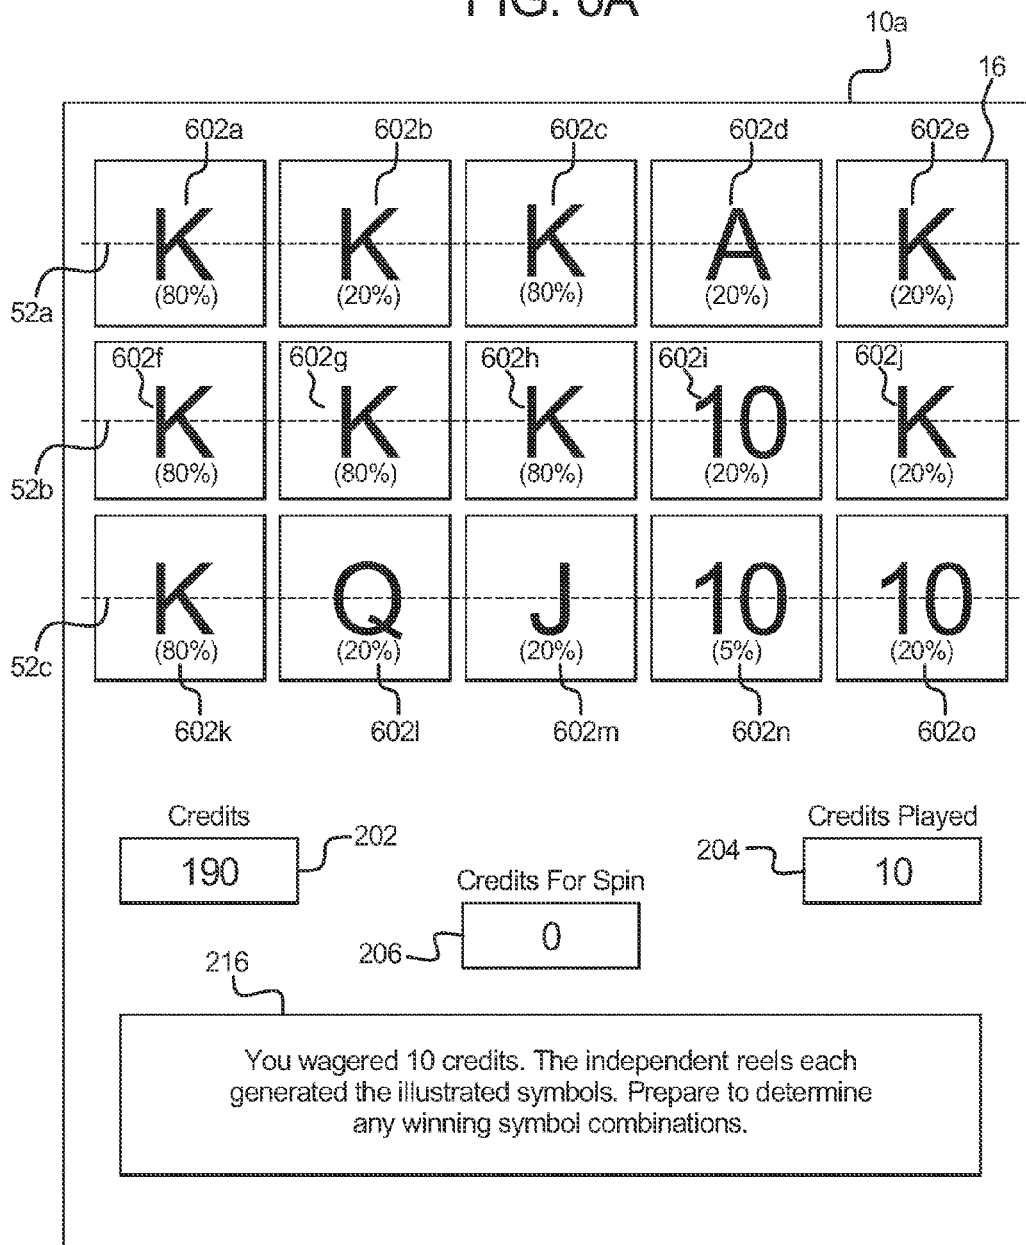 FIG. 6A
10a
16
602a 602b 602c 602d 602e
K K K A K
(80%) (20%) (80%) (20%) (20%)
52a
602f 602g 602h 602i 602j
K K K 10 K
(80%) (80%) (80%) (20%) (20%)
52b
K Q J 10 10
(80%) (20%) (20%) (5%) (20%)
52c
602k 602l 602m 602n 602o
Credits Credits Played
190 202 204 10
Credits For Spin
0
206
216
You wagered 10 credits. The independent reels each
generated the illustrated symbols. Prepare to determine
any winning symbol combinations.